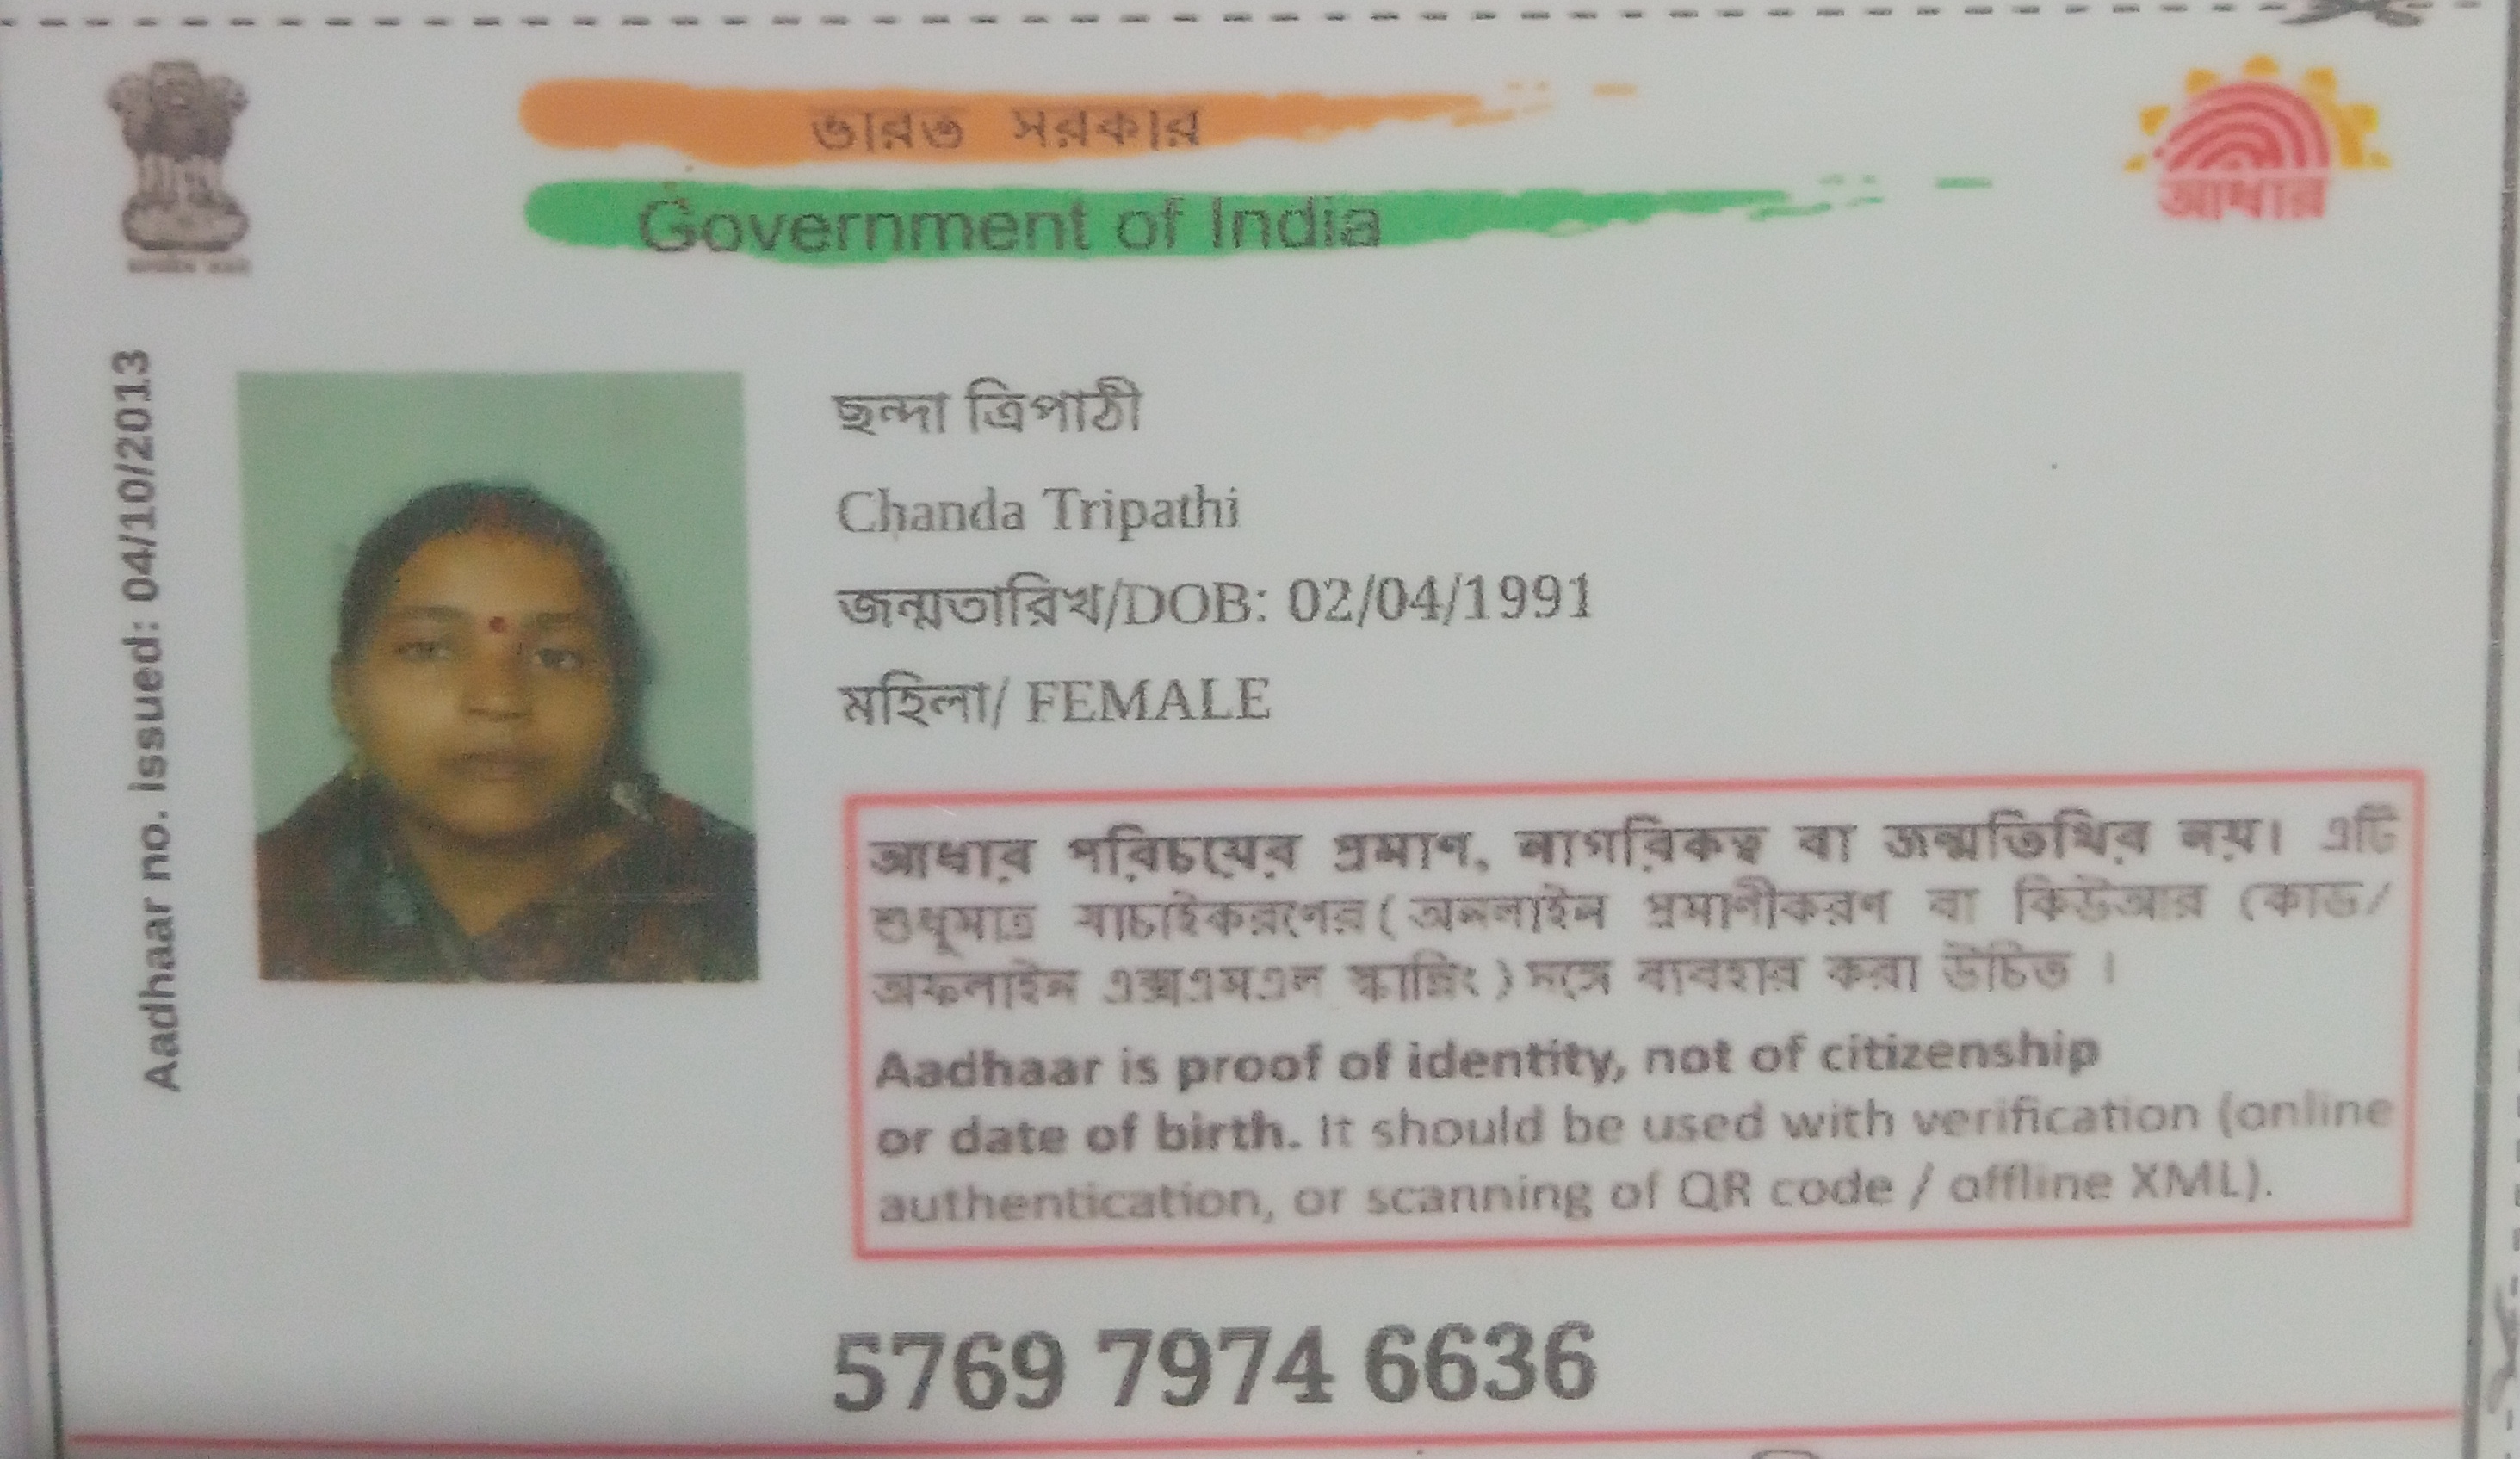 ভারত সরকার
Government of India
আধার
Aadhaar no. issued: 04/10/2013
ছন্দা ত্রিপাঠী
Chanda Tripathi
জন্মতারিখ/DOB: 02/04/1991
মহিলা/ FEMALE
আধার পরিচয়ের প্রমাণ, নাগরিকত্ব বা জন্মতিথির নয়। এটি
শুধুমাত্র যাচাইকরণের ( অনলাইন প্রমাণীকরণ বা কিউআর কোড/
অফলাইন এক্সএমএল স্ক্যানিং ) সঙ্গে ব্যবহার করা উচিত ।
Aadhaar is proof of identity, not of citizenship
or date of birth. It should be used with verification (online
authentication, or scanning of QR code / offline XML).
5769 7974 6636